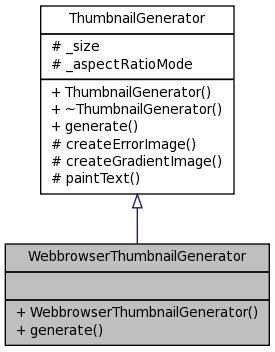 ThumbnailGenerator
# _size
# _aspectRatioMode
+ ThumbnailGenerator()
+ ~ThumbnailGenerator()
+ generate()
# createErrorImage()
# createGradientImage()
# paintText()
WebbrowserThumbnailGenerator
+ WebbrowserThumbnailGenerator()
+ generate()